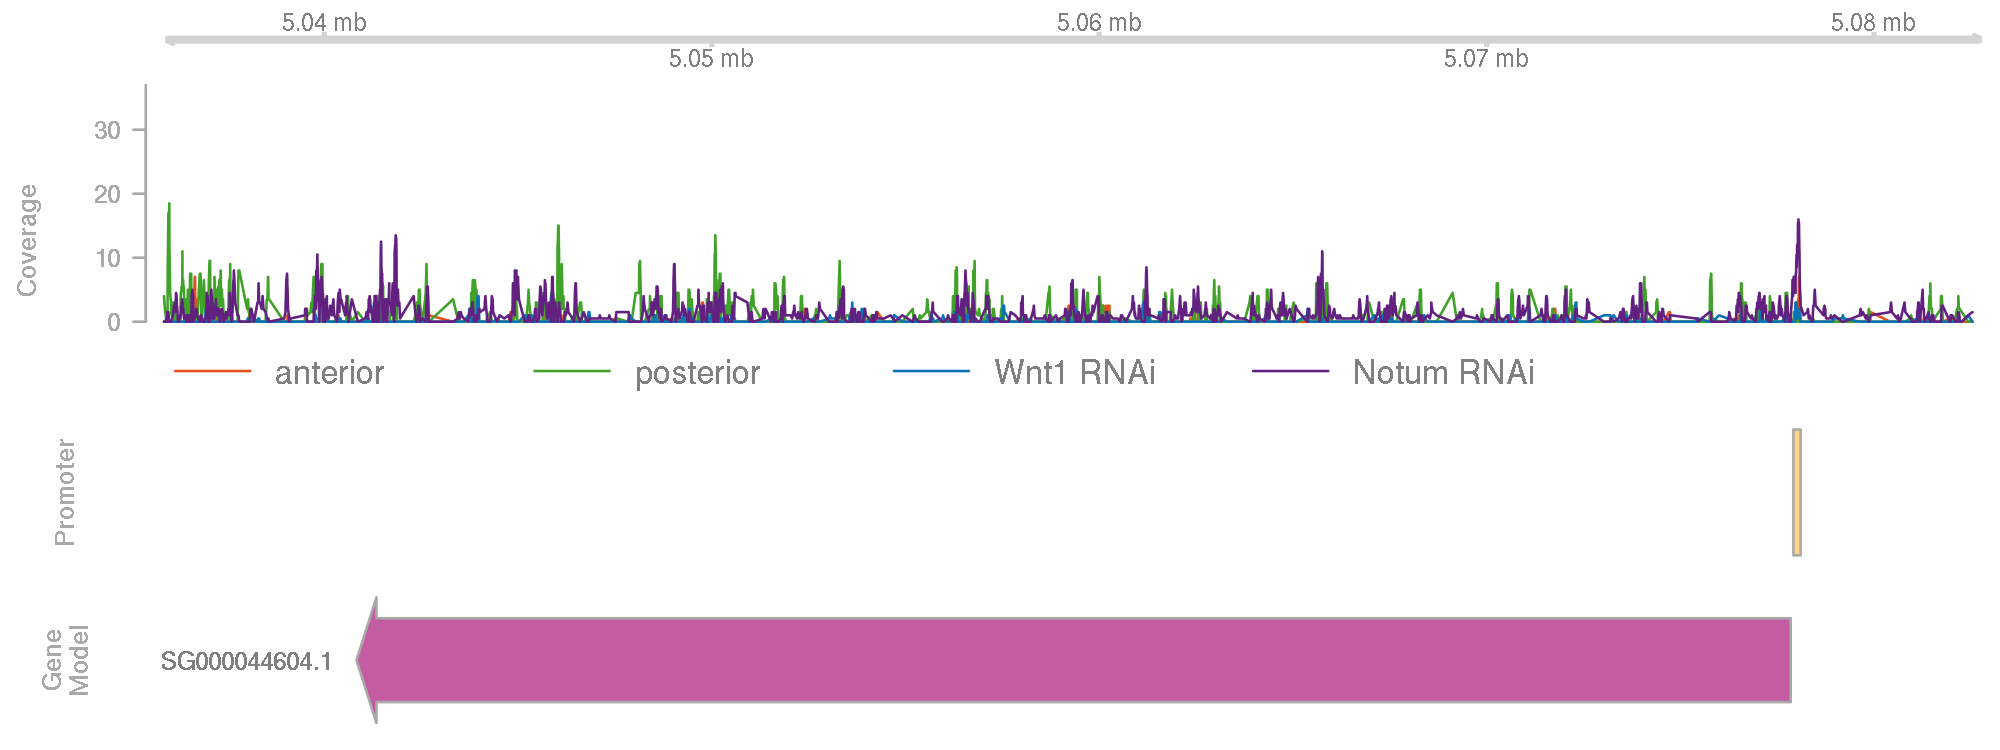 5.04 mb
5.06 mb
5.08 mb
5.05 mb
5.07 mb
Coverage
30
20
10
0
anterior
posterior
Wnt1 RNAi
Notum RNAi
Promoter
Gene
Model
SG000044604.1